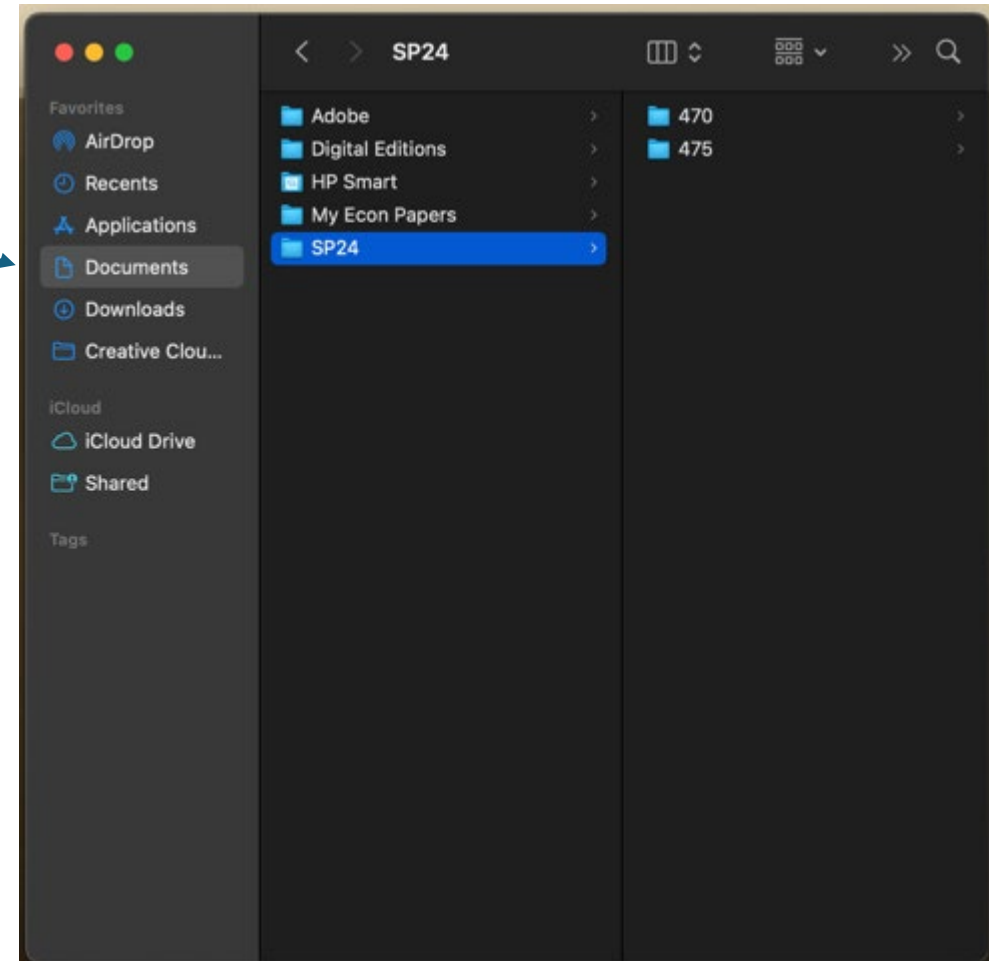 SP24
Favorites
AirDrop
Recents
Applications
Documents
Downloads
Creative Clou...
iCloud
iCloud Drive
Shared
Tags
Adobe
Digital Editions
HP Smart
My Econ Papers
SP24
470
475